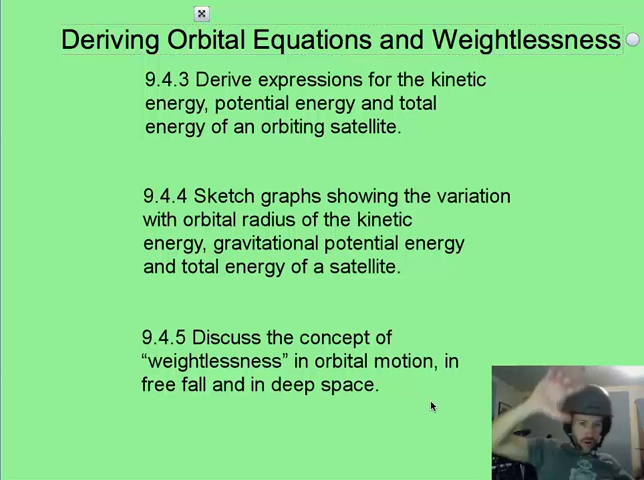 Deriving Orbital Equations and Weightlessness
9.4.3 Derive expressions for the kinetic
energy, potential energy and total
energy of an orbiting satellite.
9.4.4 Sketch graphs showing the variation
with orbital radius of the kinetic
energy, gravitational potential energy
and total energy of a satellite.
9.4.5 Discuss the concept of
“weightlessness” in orbital motion, in
free fall and in deep space.